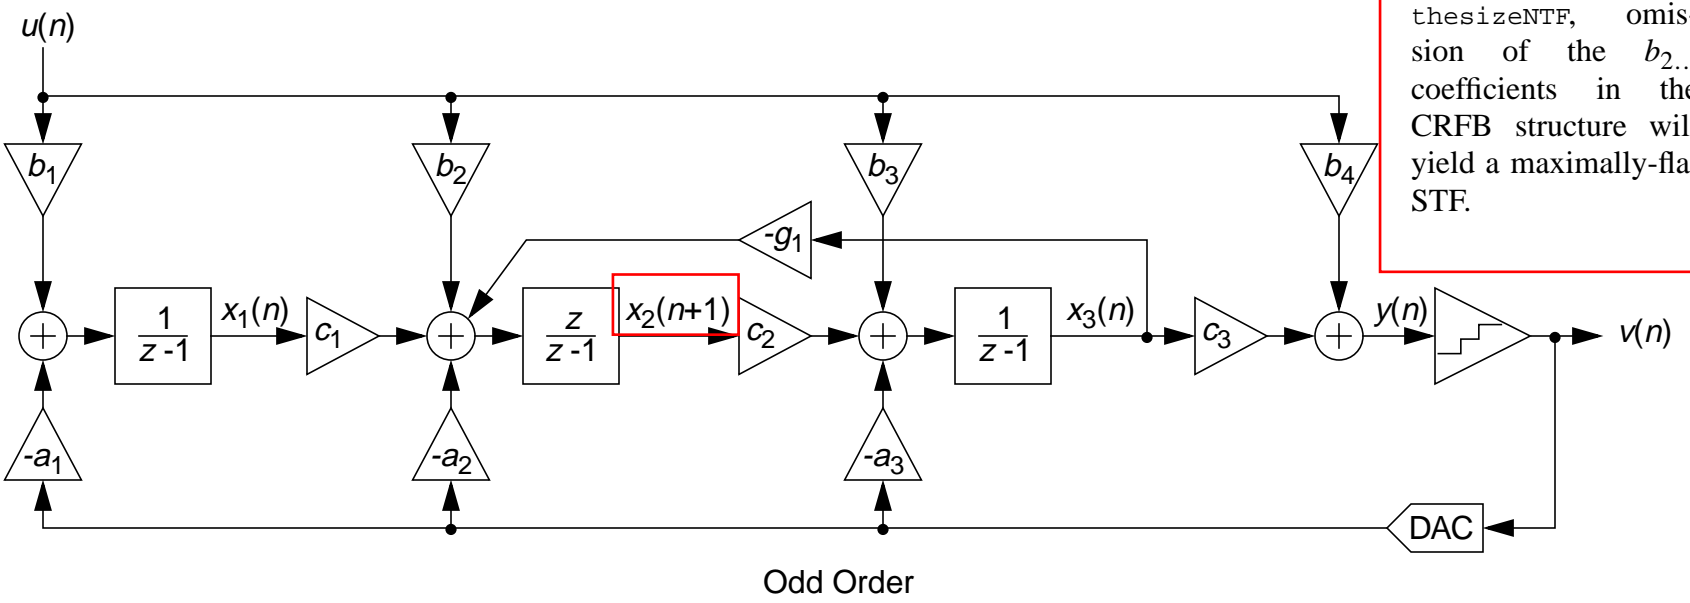 u(n)
thesizeNTF, omis-
sion of the b2...
coefficients in the
CRFB structure wil
yield a maximally-fla
STF.
b1 b2 b3 b4
-g1
1
z -1
x1(n)
c1
z
z -1
x2(n+1)
c2
1
z -1
x3(n)
c3
y(n)
v(n)
-a1 -a2 -a3
DAC
Odd Order